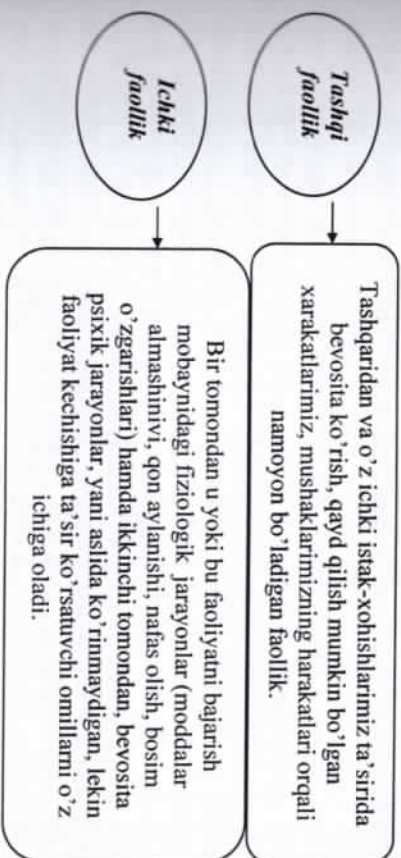 Tashqi
faollik
Tashqaridan va o'z ichki istak-xohishlarimiz ta'sirida
bevosita ko'rish, qayd qilish mumkin bo'lgan
xarakatlarimiz, mushaklarimizning harakatlari orqali
namoyon bo'ladigan faollik.
Ichki
faollik
Bir tomondan u yoki bu faoliyatni bajarish
mobaynidagi fiziologik jarayonlar (moddalar
almashinivi, qon aylanishi, nafas olish, bosim
o'zgarishlari) hamda ikkinchi tomondan, bevosita
psixik jarayonlar, yani aslida ko'rinmaydigan, lekin
faoliyat kechishiga ta'sir ko'rsatuvchi omillarni o'z
ichiga oladi.